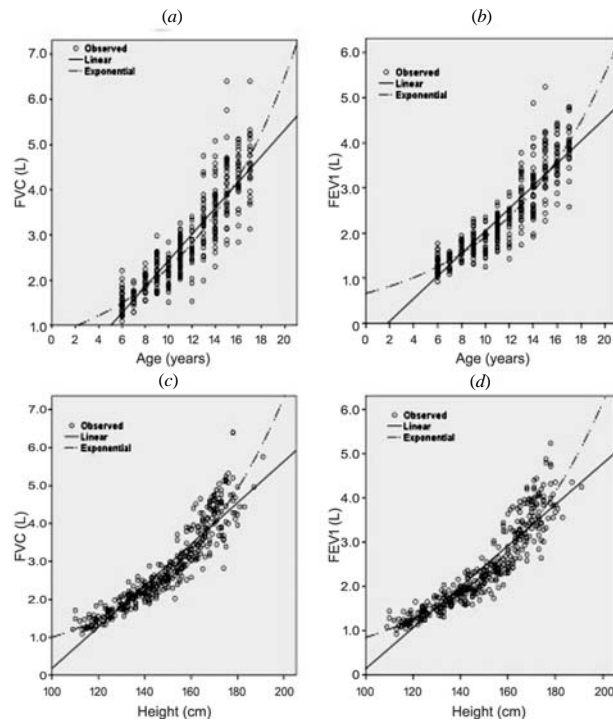 (a)
7.0
6.0
5.0
4.0
3.0
2.0
1.0
FVC (L)
Observed
Linear
Exponential
0 2 4 6 8 10 12 14 16 18 20
Age (years)
(b)
6.0
5.0
4.0
3.0
2.0
1.0
0
FEV1 (L)
Observed
Linear
Exponential
0 2 4 6 8 10 12 14 16 18 20
Age (years)
(c)
7.0
6.0
5.0
4.0
3.0
2.0
1.0
0
FVC (L)
Observed
Linear
Exponential
100 120 140 160 180 200
Height (cm)
(d)
6.0
5.0
4.0
3.0
2.0
1.0
0
FEV1 (L)
Observed
Linear
Exponential
100 120 140 160 180 200
Height (cm)